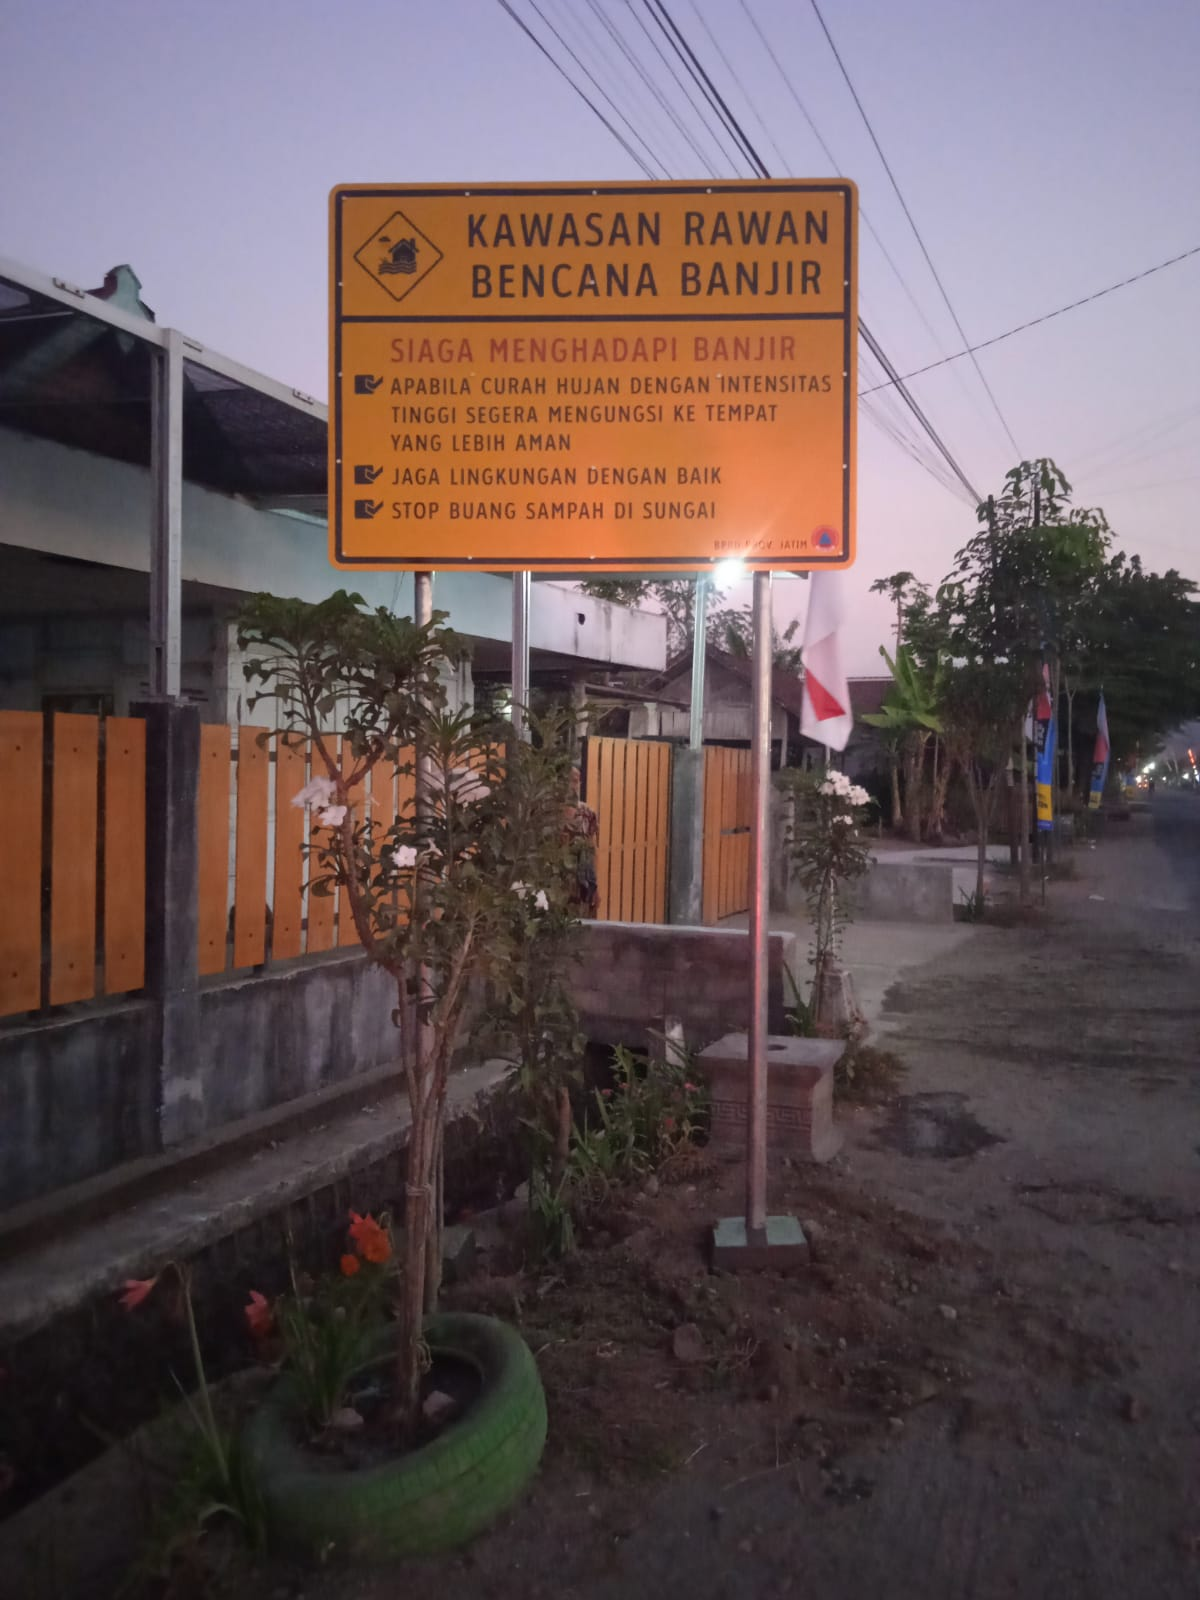 KAWASAN RAWAN
BENCANA BANJIR
SIAGA MENGHADAPI BANJIR
APABILA CURAH HUJAN DENGAN INTENSITAS
TINGGI SEGERA MENGUNGSI KE TEMPAT
YANG LEBIH AMAN
JAGA LINGKUNGAN DENGAN BAIK
STOP BUANG SAMPAH DI SUNGAI
BPBD PROV. JATIM